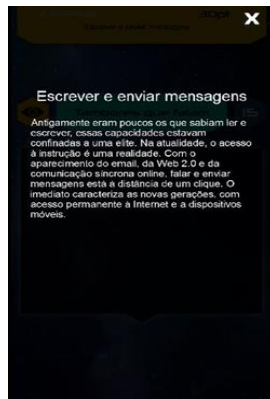 Escrever e enviar mensagens
Antigamente eram poucos os que sabiam ler e
escrever, essas capacidades estavam
confinadas a uma elite. Na atualidade, o acesso
à instrução é uma realidade. Com o
aparecimento do email, da Web 2.0 e da
comunicação síncrona online, falar e enviar
mensagens está à distância de um clique. O
imediato caracteriza as novas gerações, com
acesso permanente à Internet e a dispositivos
móveis.